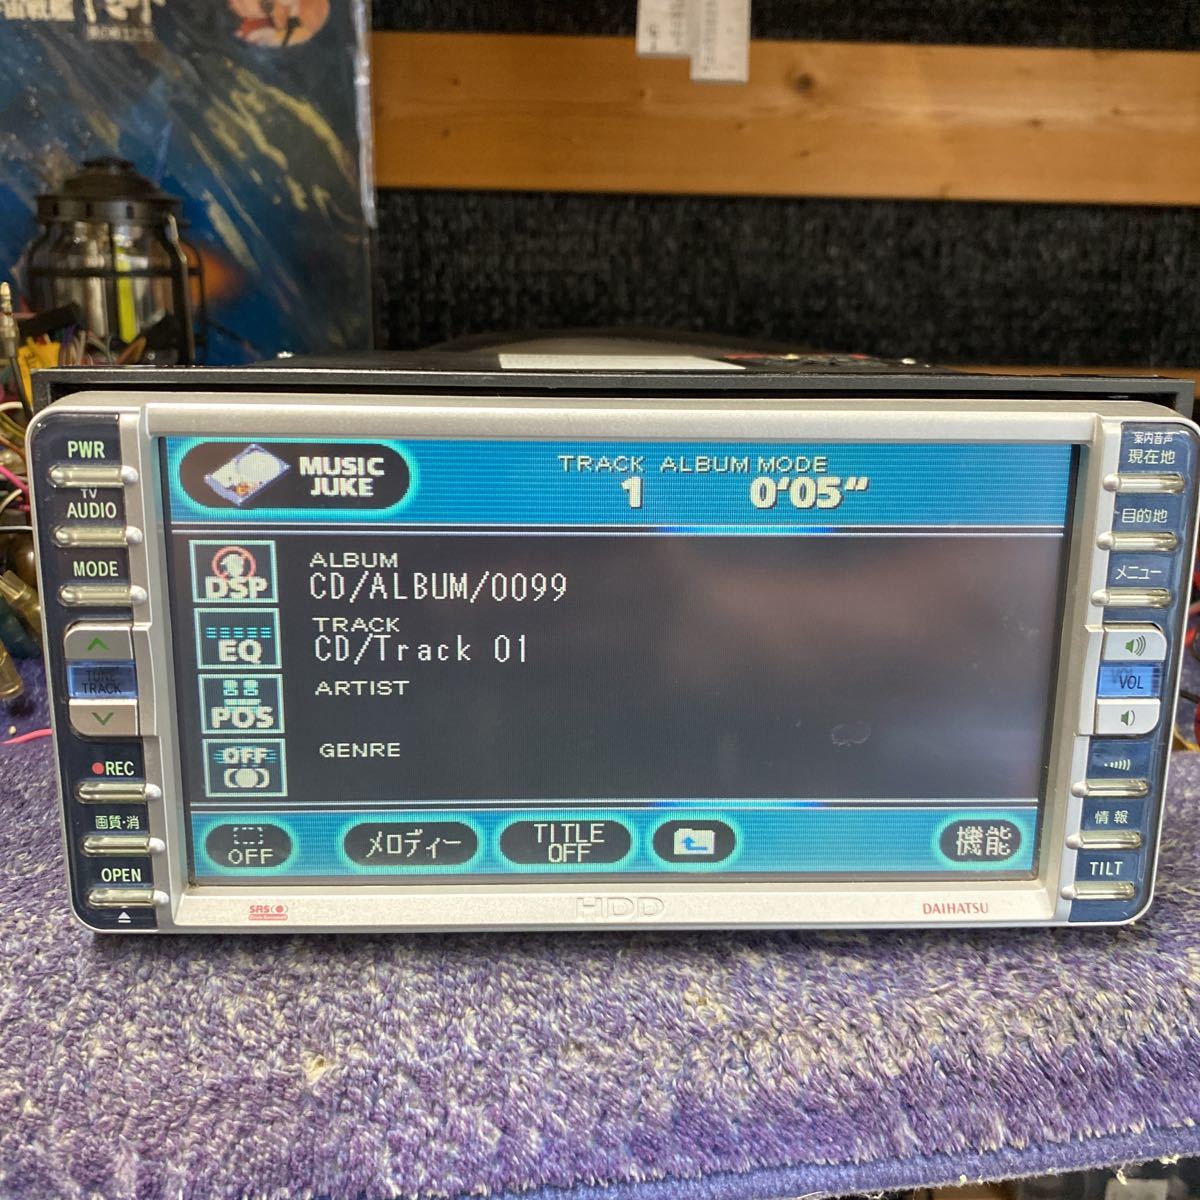 PWR
TV
AUDIO
MODE
TUNE
TRACK
REC
画質・消
OPEN
MUSIC
JUKE
TRACK ALBUM MODE
1 0'05"
DSP
ALBUM
CD/ALBUM/0099
EQ
TRACK
CD/Track 01
POS
ARTIST
OFF
GENRE
OFF
メロディー
TITLE
OFF
機能
SRS
HDD
DAIHATSU
案内音声
現在地
目的地
メニュー
VOL
情報
TILT